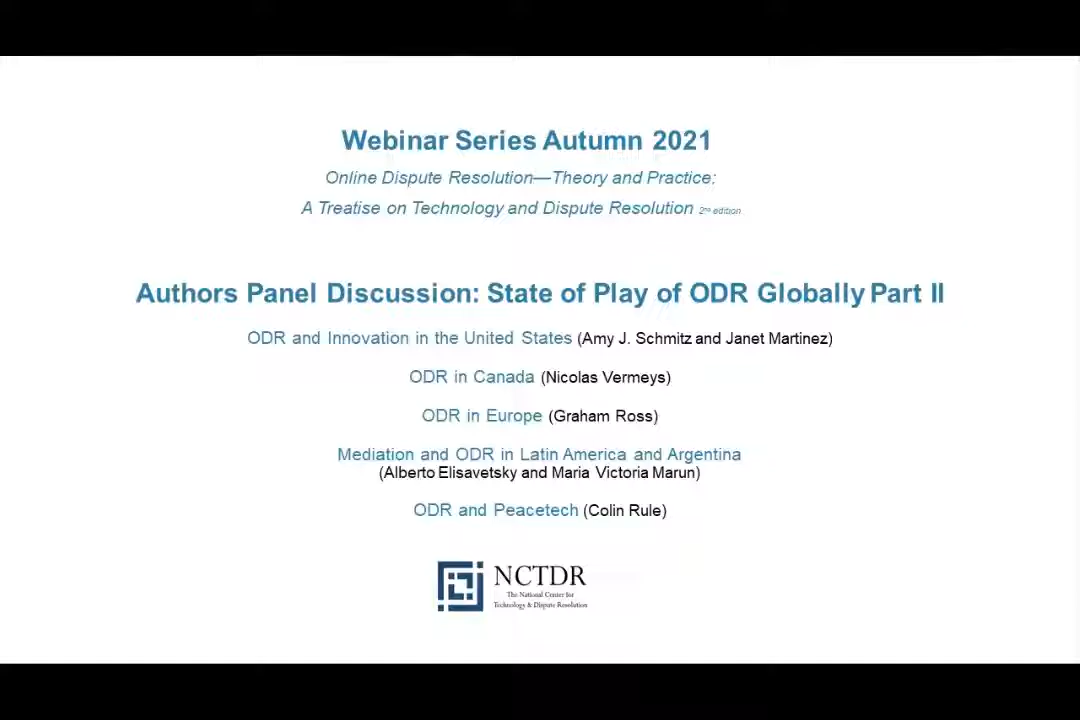 Webinar Series Autumn 2021
Online Dispute Resolution—Theory and Practice:
A Treatise on Technology and Dispute Resolution 2nd edition
Authors Panel Discussion: State of Play of ODR Globally Part II
ODR and Innovation in the United States (Amy J. Schmitz and Janet Martinez)
ODR in Canada (Nicolas Vermeys)
ODR in Europe (Graham Ross)
Mediation and ODR in Latin America and Argentina
(Alberto Elisavetsky and Maria Victoria Marun)
ODR and Peacetech (Colin Rule)
NCTDR
The National Center for
Technology & Dispute Resolution